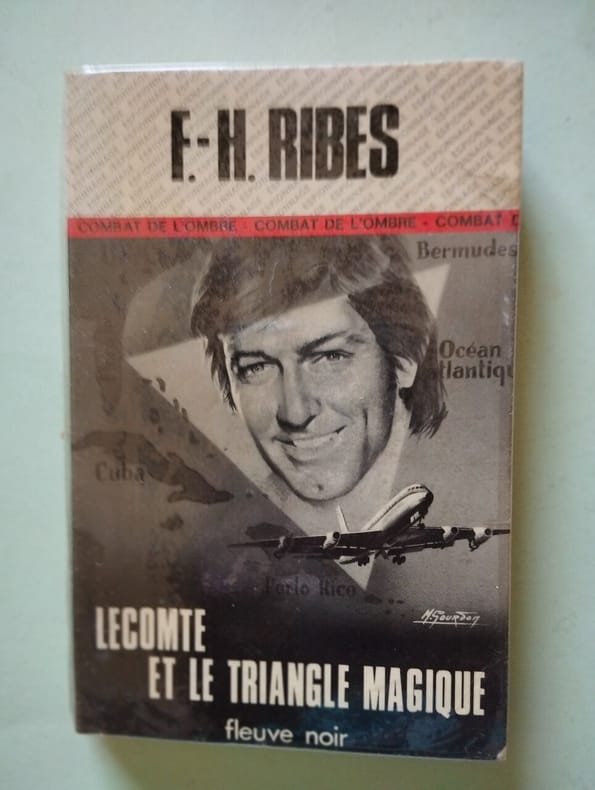 F.-H. RIBES
COMBAT DE L'OMBRE - COMBAT DE L'OMBRE - COMBAT D
Bermudes
Océan
tlantiqu
Cuba
Porto Rico
M. Gourdon
LECOMTE
ET LE TRIANGLE MAGIQUE
fleuve noir